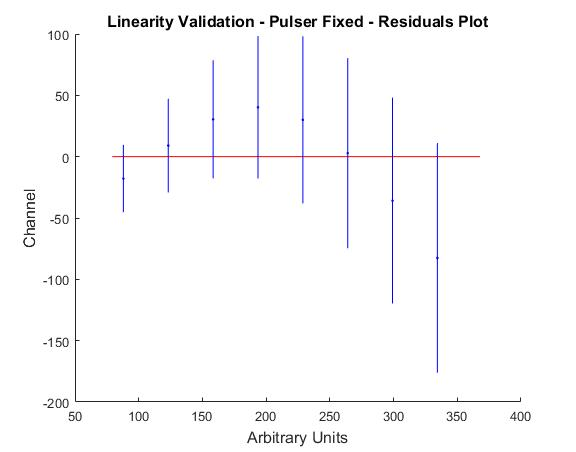 Linearity Validation - Pulser Fixed - Residuals Plot
100
50
0
-50
-100
-150
-200
Channel
50 100 150 200 250 300 350 400
Arbitrary Units